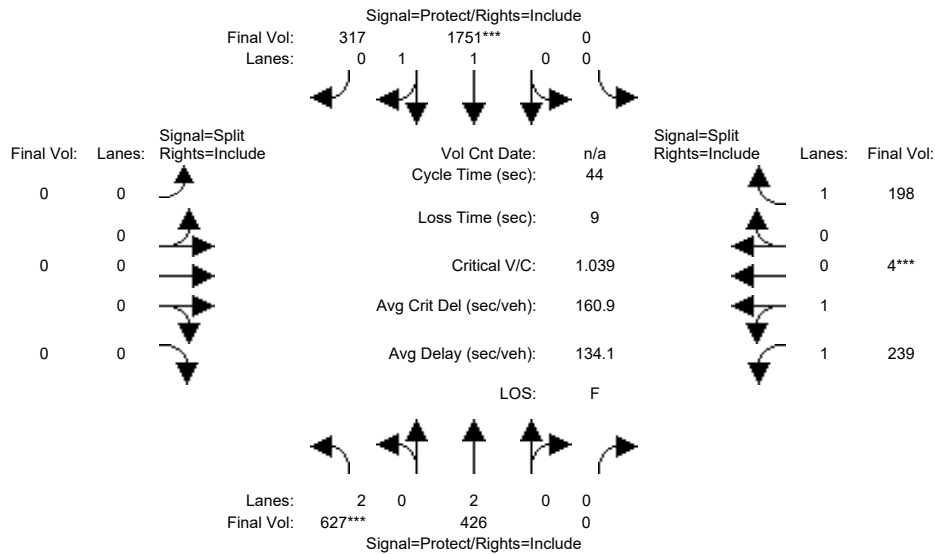 Signal=Protect/Rights=Include
Final Vol: 317 1751*** 0
Lanes: 0 1 1 0 0
Signal=Split Signal=Split
Final Vol: Lanes: Rights=Include Vol Cnt Date: n/a Rights=Include Lanes: Final Vol:
Cycle Time (sec): 44
0 0 1 198
Loss Time (sec): 9
0 0
0 0 Critical V/C: 1.039 0 4***
0 Avg Crit Del (sec/veh): 160.9 1
0 0 Avg Delay (sec/veh): 134.1 1 239
LOS: F
Lanes: 2 0 2 0 0
Final Vol: 627*** 426 0
Signal=Protect/Rights=Include